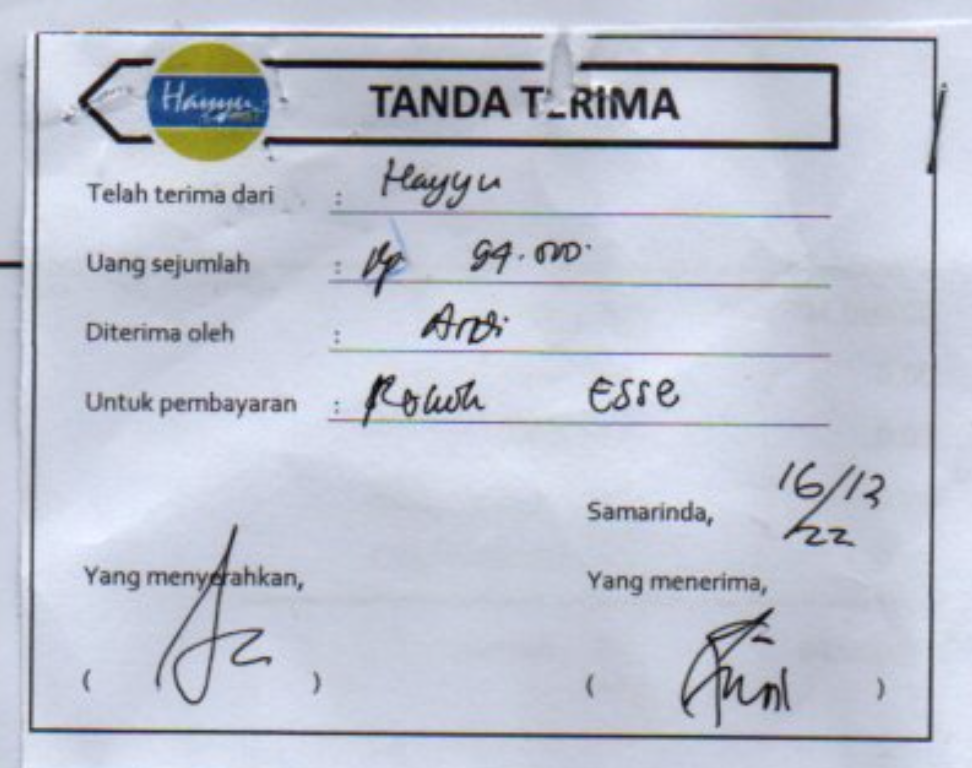 Hayyu
TANDA TERIMA
Telah terima dari : Hayyu
Uang sejumlah : Rp 94.000
Diterima oleh : Andi
Untuk pembayaran : Rokok Esse
Samarinda, 16/12
22
Yang menyerahkan, Yang menerima,
( ) ( )